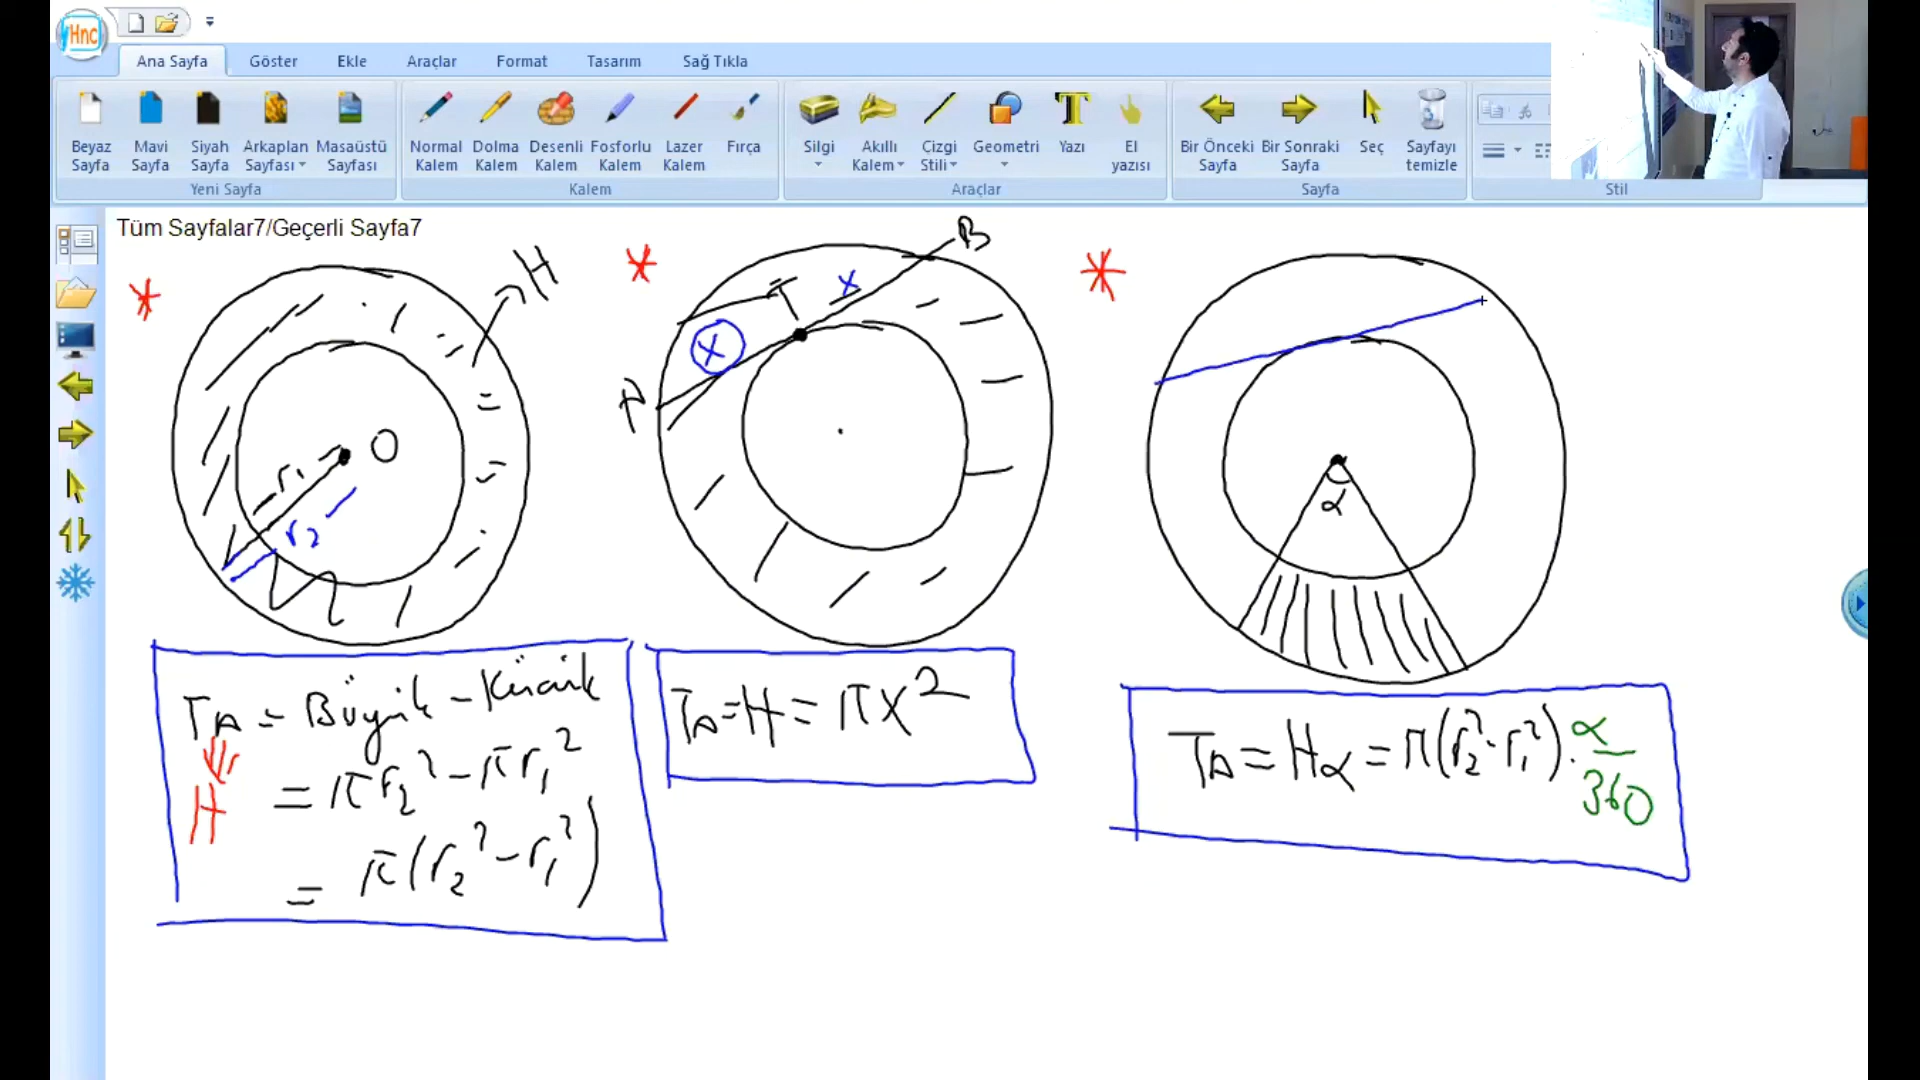 Hnc
Ana Sayfa Göster Ekle Araçlar Format Tasarım Sağ Tıkla
Beyaz Sayfa
Mavi Sayfa
Siyah Sayfa
Arkaplan Sayfası
Masaüstü Sayfası
Normal Kalem
Dolma Kalem
Desenli Kalem
Fosforlu Kalem
Lazer Kalem
Fırça
Silgi
Akıllı Kalem
Çizgi Stili
Geometri
Yazı
El yazısı
Bir Önceki Sayfa
Bir Sonraki Sayfa
Seç
Sayfayı temizle
Yeni Sayfa Kalem Araçlar Sayfa Stil
Tüm Sayfalar7/Geçerli Sayfa7
H
O
r₁
r₂
TA = Büyük - Küçük
H
= πr₂² - πr₁²
= π(r₂² - r₁²)
B
T
x
x
A
TA = H = πx²
α
TA = Hα = π(r₂² - r₁²) . α/360